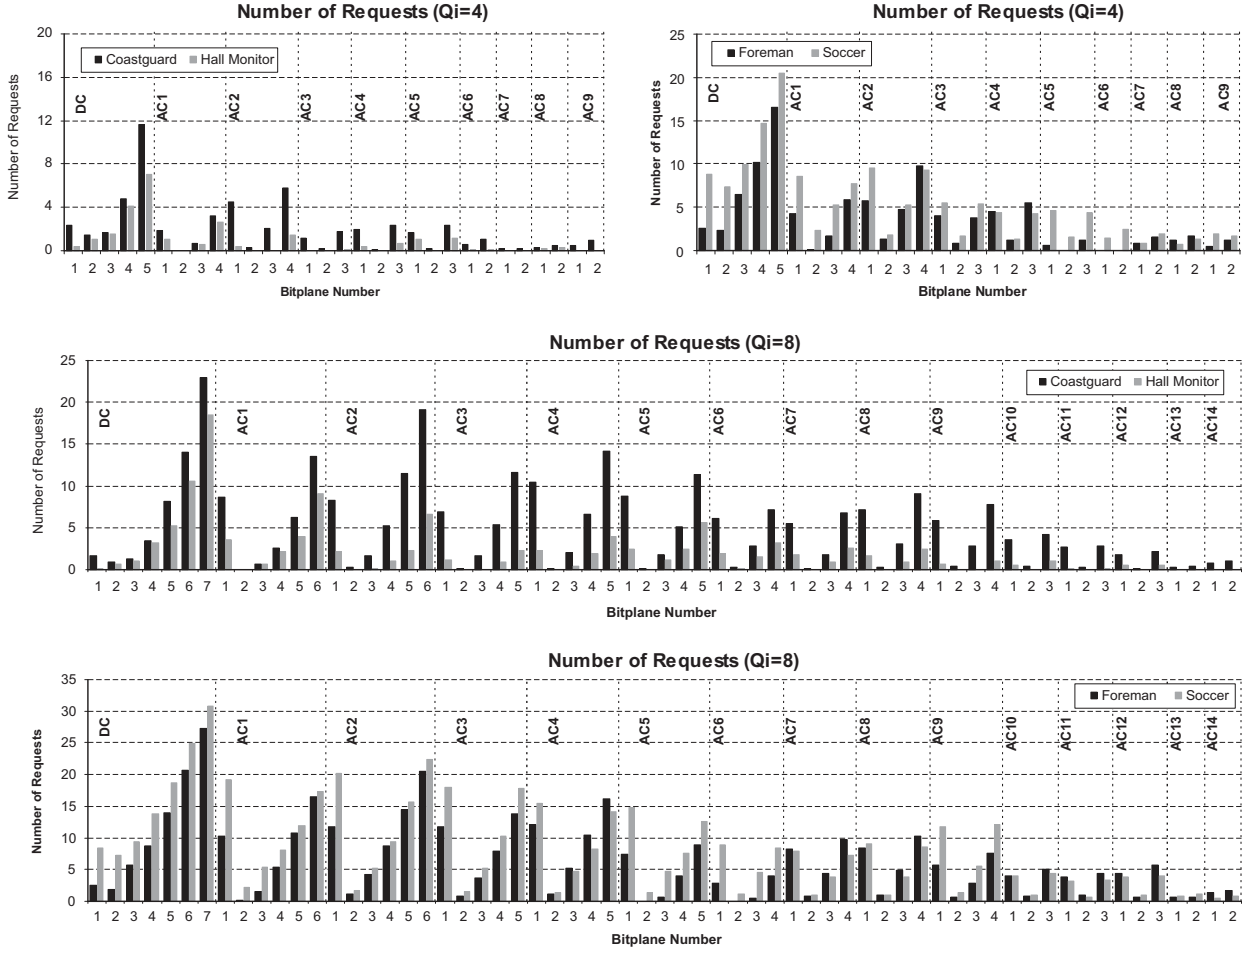 Number of Requests (Qi=4)
20
16
12
8
4
0
Number of Requests
Coastguard Hall Monitor
DC AC1 AC2 AC3 AC4 AC5 AC6 AC7 AC8 AC9
1 2 3 4 5 1 2 3 4 1 2 3 4 1 2 3 1 2 3 1 2 3 1 2 1 2 1 2 1 2
Bitplane Number
Number of Requests (Qi=4)
25
20
15
10
5
0
Number of Requests
Foreman Soccer
DC AC1 AC2 AC3 AC4 AC5 AC6 AC7 AC8 AC9
1 2 3 4 5 1 2 3 4 1 2 3 4 1 2 3 1 2 3 1 2 3 1 2 1 2 1 2 1 2
Bitplane Number
Number of Requests (Qi=8)
25
20
15
10
5
0
Number of Requests
Coastguard Hall Monitor
DC AC1 AC2 AC3 AC4 AC5 AC6 AC7 AC8 AC9 AC10 AC11 AC12 AC13 AC14
1 2 3 4 5 6 7 1 2 3 4 5 6 1 2 3 4 5 6 1 2 3 4 5 1 2 3 4 5 1 2 3 4 5 1 2 3 4 1 2 3 4 1 2 3 4 1 2 3 4 1 2 3 1 2 3 1 2 3 1 2 1 2
Bitplane Number
Number of Requests (Qi=8)
35
30
25
20
15
10
5
0
Number of Requests
Foreman Soccer
DC AC1 AC2 AC3 AC4 AC5 AC6 AC7 AC8 AC9 AC10 AC11 AC12 AC13 AC14
1 2 3 4 5 6 7 1 2 3 4 5 6 1 2 3 4 5 6 1 2 3 4 5 1 2 3 4 5 1 2 3 4 5 1 2 3 4 1 2 3 4 1 2 3 4 1 2 3 4 1 2 3 1 2 3 1 2 3 1 2 1 2
Bitplane Number